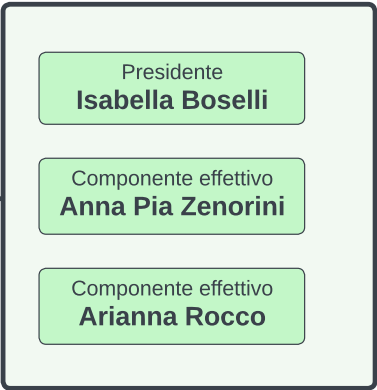 Presidente
Isabella Boselli
Componente effettivo
Anna Pia Zenorini
Componente effettivo
Arianna Rocco